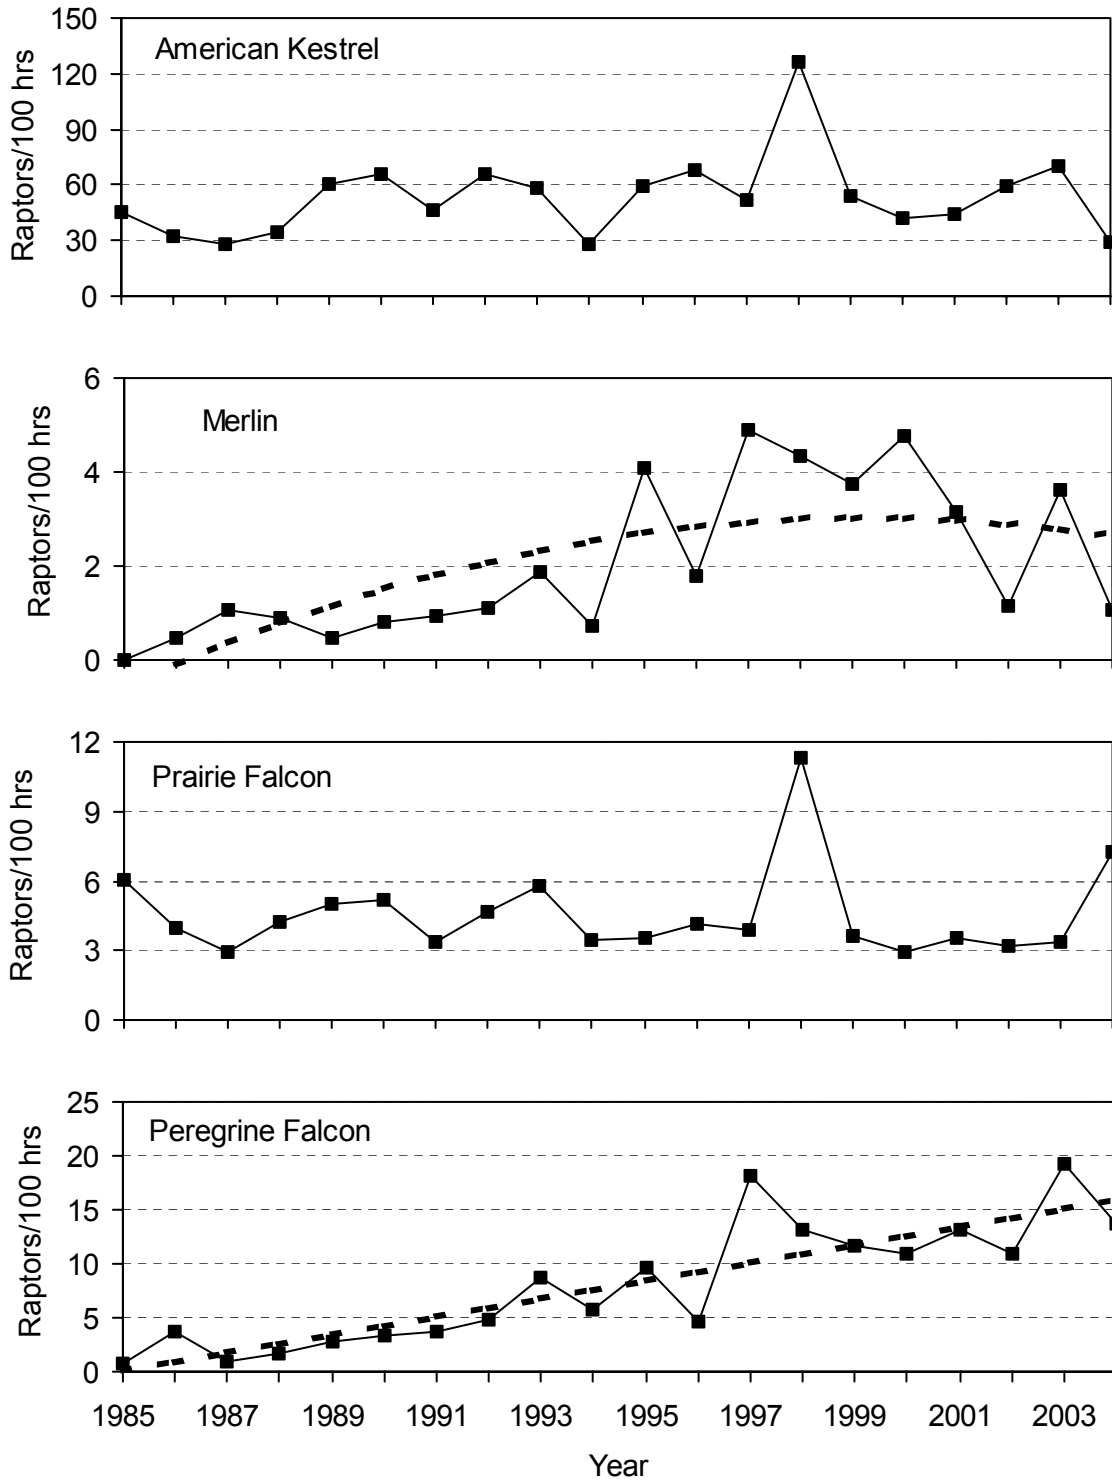 American Kestrel
Raptors/100 hrs
150
120
90
60
30
0
Merlin
Raptors/100 hrs
6
4
2
0
Prairie Falcon
Raptors/100 hrs
12
9
6
3
0
Peregrine Falcon
Raptors/100 hrs
25
20
15
10
5
0
1985 1987 1989 1991 1993 1995 1997 1999 2001 2003
Year